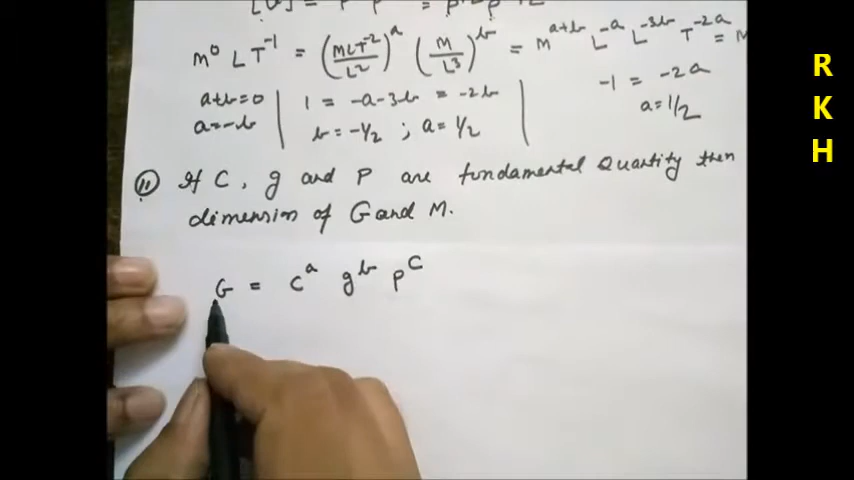 M⁰ L T⁻¹ = (MLT⁻²/L²)ᵃ (M/L³)ᵇ = Mᵃ⁺ᵇ L⁻ᵃ L⁻³ᵇ T⁻²ᵃ = M
a+b=0 | 1 = -a-3b = -2b | -1 = -2a
a=-b | b=-1/2 ; a=1/2 | a=1/2
(11) If C, g and P are fundamental Quantity then
dimension of G and M.
G = Cᵃ gᵇ Pᶜ
R
K
H